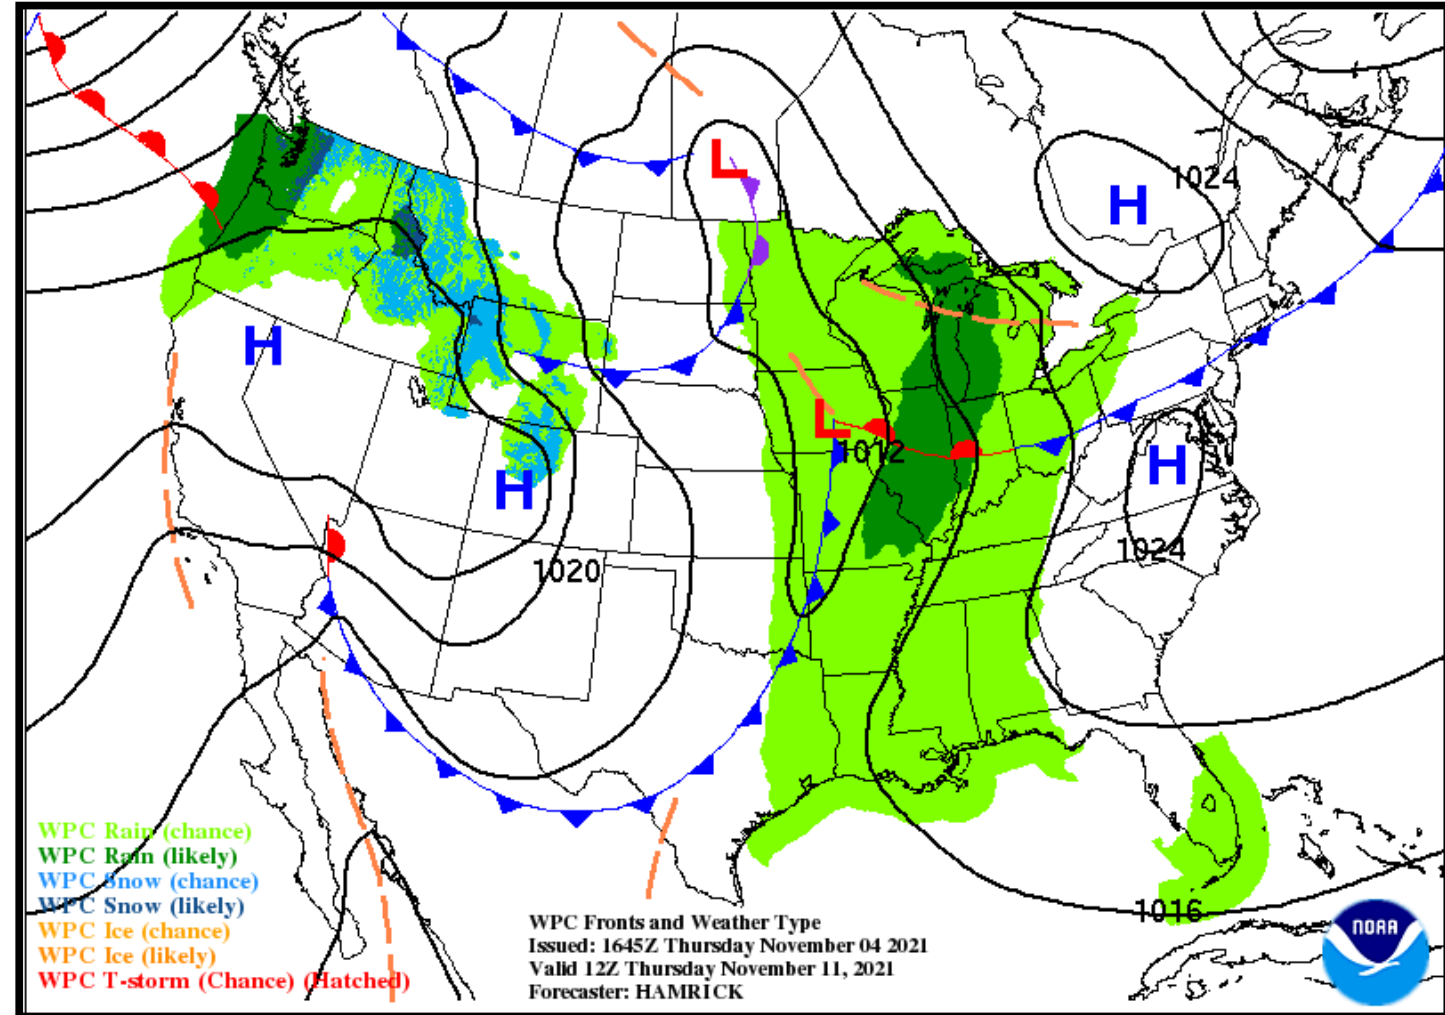 L
H
1024
H
L
1012
H
H
1024
1020
WPC Rain (chance)
WPC Rain (likely)
WPC Snow (chance)
WPC Snow (likely)
WPC Ice (chance)
WPC Ice (likely)
WPC T-storm (Chance) (Hatched)
1016
WPC Fronts and Weather Type
Issued: 1645Z Thursday November 04 2021
Valid 12Z Thursday November 11, 2021
Forecaster: HAMRICK
NOAA